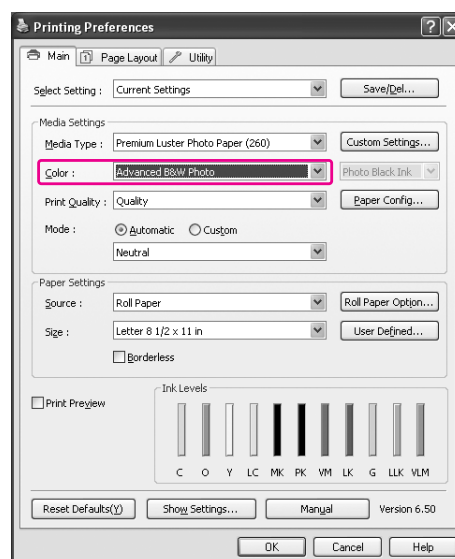 Printing Preferences
Main Page Layout Utility
Select Setting : Current Settings Save/Del...
Media Settings
Media Type : Premium Luster Photo Paper (260) Custom Settings...
Color : Advanced B&W Photo Photo Black Ink
Print Quality : Quality Paper Config...
Mode : Automatic Custom
Neutral
Paper Settings
Source : Roll Paper Roll Paper Option...
Size : Letter 8 1/2 x 11 in User Defined...
Borderless
Print Preview
Ink Levels
C O Y LC MK PK VM LK G LLK VLM
Reset Defaults(Y) Show Settings... Manual Version 6.50
OK Cancel Help